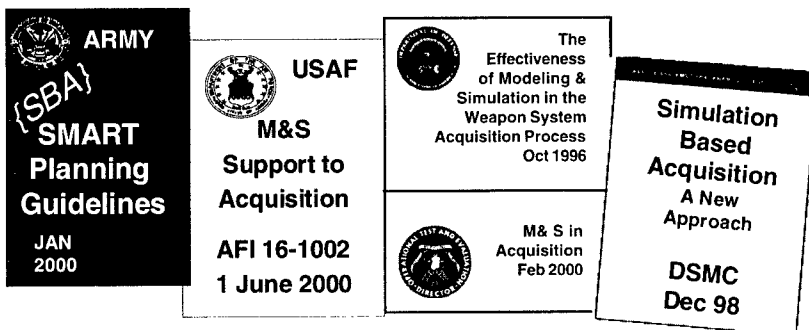 ARMY
{SBA}
SMART
Planning
Guidelines
JAN
2000
USAF
M&S
Support to
Acquisition
AFI 16-1002
1 June 2000
The
Effectiveness
of Modeling &
Simulation in the
Weapon System
Acquisition Process
Oct 1996
M& S in
Acquisition
Feb 2000
Simulation
Based
Acquisition
A New
Approach
DSMC
Dec 98